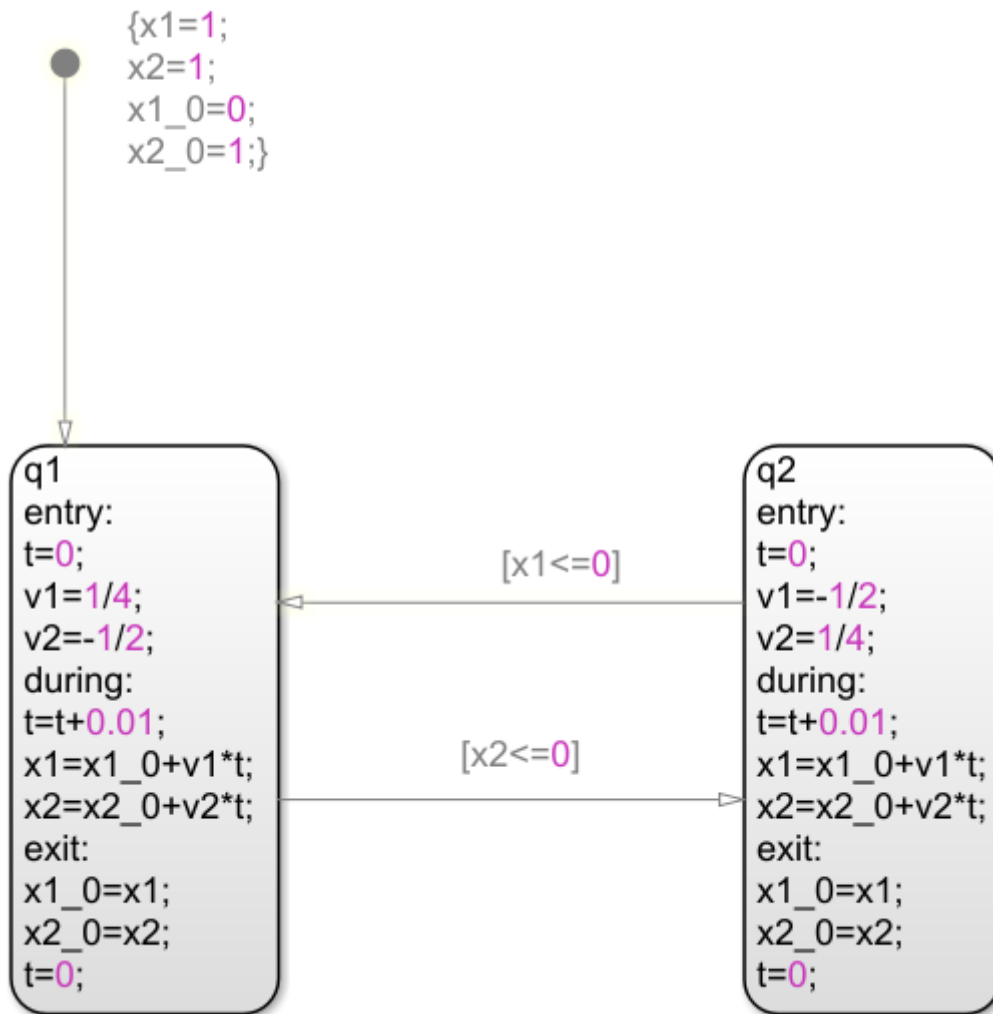 {x1=1;
x2=1;
x1_0=0;
x2_0=1;}
q1
entry:
t=0;
v1=1/4;
v2=-1/2;
during:
t=t+0.01;
x1=x1_0+v1*t;
x2=x2_0+v2*t;
exit:
x1_0=x1;
x2_0=x2;
t=0;
[x1<=0]
[x2<=0]
q2
entry:
t=0;
v1=-1/2;
v2=1/4;
during:
t=t+0.01;
x1=x1_0+v1*t;
x2=x2_0+v2*t;
exit:
x1_0=x1;
x2_0=x2;
t=0;